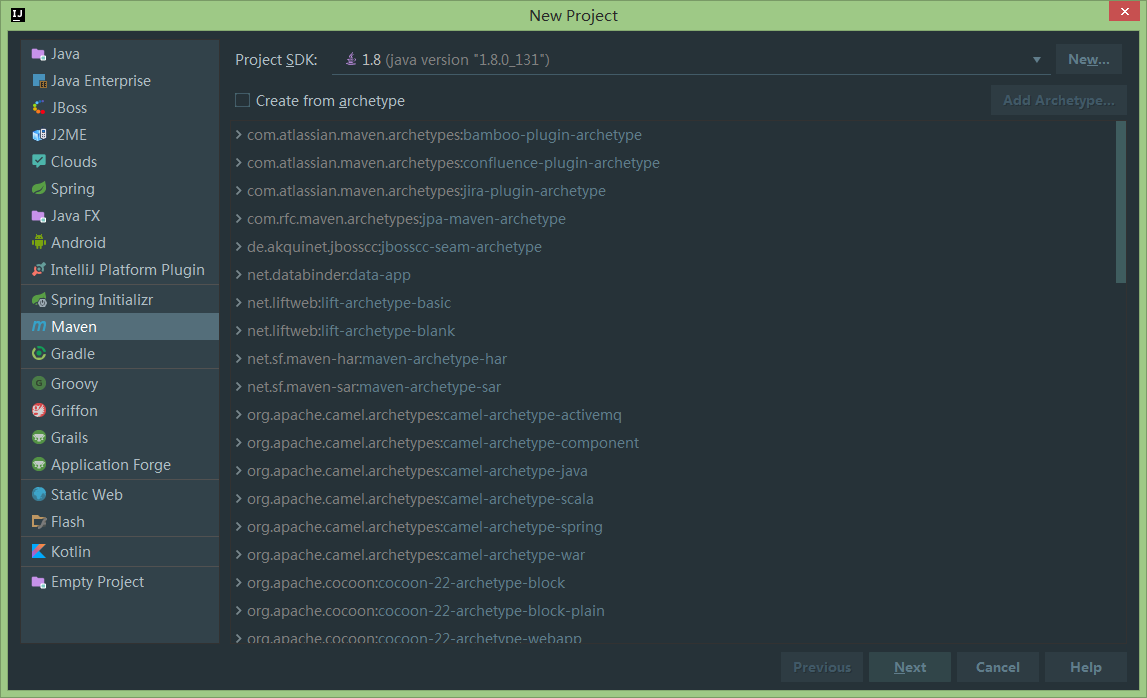 New Project
Java
Java Enterprise
JBoss
J2ME
Clouds
Spring
Java FX
Android
IntelliJ Platform Plugin
Spring Initializr
Maven
Gradle
Groovy
Griffon
Grails
Application Forge
Static Web
Flash
Kotlin
Empty Project
Project SDK: 1.8 (java version "1.8.0_131") New...
Create from archetype Add Archetype...
com.atlassian.maven.archetypes:bamboo-plugin-archetype
com.atlassian.maven.archetypes:confluence-plugin-archetype
com.atlassian.maven.archetypes:jira-plugin-archetype
com.rfc.maven.archetypes:jpa-maven-archetype
de.akquinet.jbosscc:jbosscc-seam-archetype
net.databinder:data-app
net.liftweb:lift-archetype-basic
net.liftweb:lift-archetype-blank
net.sf.maven-har:maven-archetype-har
net.sf.maven-sar:maven-archetype-sar
org.apache.camel.archetypes:camel-archetype-activemq
org.apache.camel.archetypes:camel-archetype-component
org.apache.camel.archetypes:camel-archetype-java
org.apache.camel.archetypes:camel-archetype-scala
org.apache.camel.archetypes:camel-archetype-spring
org.apache.camel.archetypes:camel-archetype-war
org.apache.cocoon:cocoon-22-archetype-block
org.apache.cocoon:cocoon-22-archetype-block-plain
org.apache.cocoon:cocoon-22-archetype-webapp
Previous Next Cancel Help